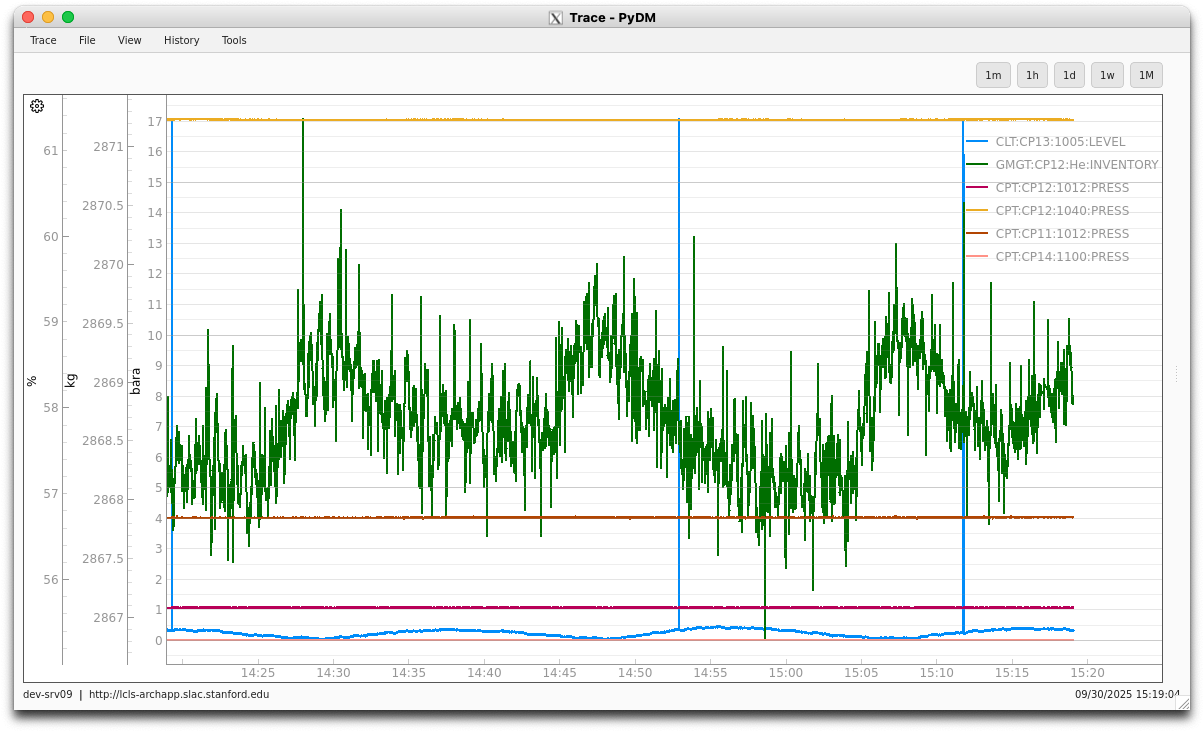 Trace - PyDM
Trace File View History Tools
1m 1h 1d 1w 1M
%
61
60
59
58
57
56
kg
2871
2870.5
2870
2869.5
2869
2868.5
2868
2867.5
2867
bara
17
16
15
14
13
12
11
10
9
8
7
6
5
4
3
2
1
0
CLT:CP13:1005:LEVEL
GMGT:CP12:He:INVENTORY
CPT:CP12:1012:PRESS
CPT:CP12:1040:PRESS
CPT:CP11:1012:PRESS
CPT:CP14:1100:PRESS
14:25 14:30 14:35 14:40 14:45 14:50 14:55 15:00 15:05 15:10 15:15 15:20
dev-srv09 | http://lcls-archapp.slac.stanford.edu 09/30/2025 15:19:04